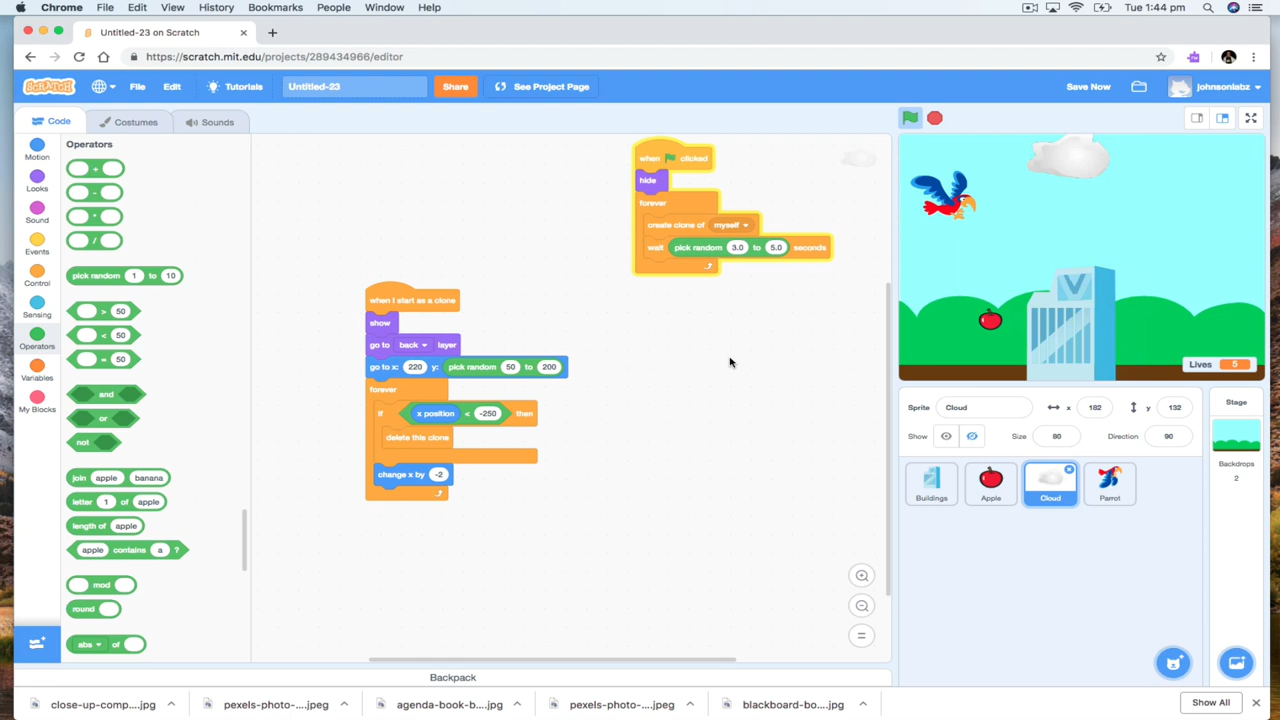 Chrome File Edit View History Bookmarks People Window Help
Tue 1:44 pm
Untitled-23 on Scratch
https://scratch.mit.edu/projects/289434966/editor
SCRATCH File Edit Tutorials Untitled-23 Share See Project Page Save Now johnsonlabz
Code Costumes Sounds
Motion
Looks
Sound
Events
Control
Sensing
Operators
Variables
My Blocks
Operators
+
-
*
/
pick random 1 to 10
> 50
< 50
= 50
and
or
not
join apple banana
letter 1 of apple
length of apple
apple contains a ?
mod
round
abs of
when clicked
hide
forever
create clone of myself
wait pick random 3.0 to 5.0 seconds
when I start as a clone
show
go to back layer
go to x: 220 y: pick random 50 to 200
forever
if x position < -250 then
delete this clone
change x by -2
V
Lives 5
Sprite Cloud x 182 y 132
Show Size 80 Direction 90
Buildings Apple Cloud Parrot
Stage
Backdrops
2
Backpack
close-up-comp....jpg pexels-photo-....jpeg agenda-book-b....jpg pexels-photo-....jpeg blackboard-bo....jpg Show All